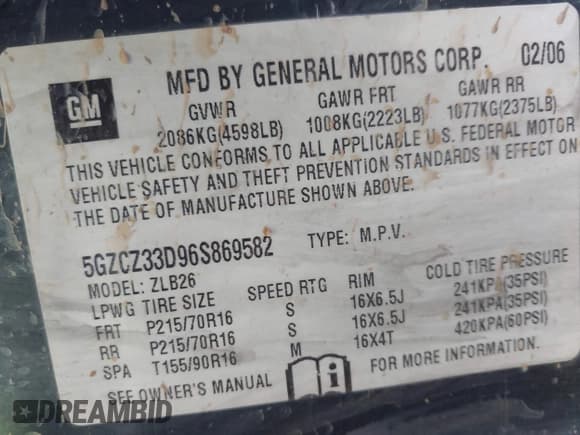 GM
MFD BY GENERAL MOTORS CORP. 02/06
GVWR GAWR FRT GAWR RR
2086KG(4598LB) 1008KG(2223LB) 1077KG(2375LB)
THIS VEHICLE CONFORMS TO ALL APPLICABLE U.S. FEDERAL MOTOR
VEHICLE SAFETY AND THEFT PREVENTION STANDARDS IN EFFECT ON
THE DATE OF MANUFACTURE SHOWN ABOVE.
5GZCZ33D96S869582 TYPE: M.P.V.
MODEL: ZLB26
LPWG TIRE SIZE SPEED RTG RIM COLD TIRE PRESSURE
FRT P215/70R16 S 16X6.5J 241KPA(35PSI)
RR P215/70R16 S 16X6.5J 241KPA(35PSI)
SPA T155/90R16 M 16X4T 420KPA(60PSI)
SEE OWNER'S MANUAL i FOR MORE INFORMATION.
DREAMBID